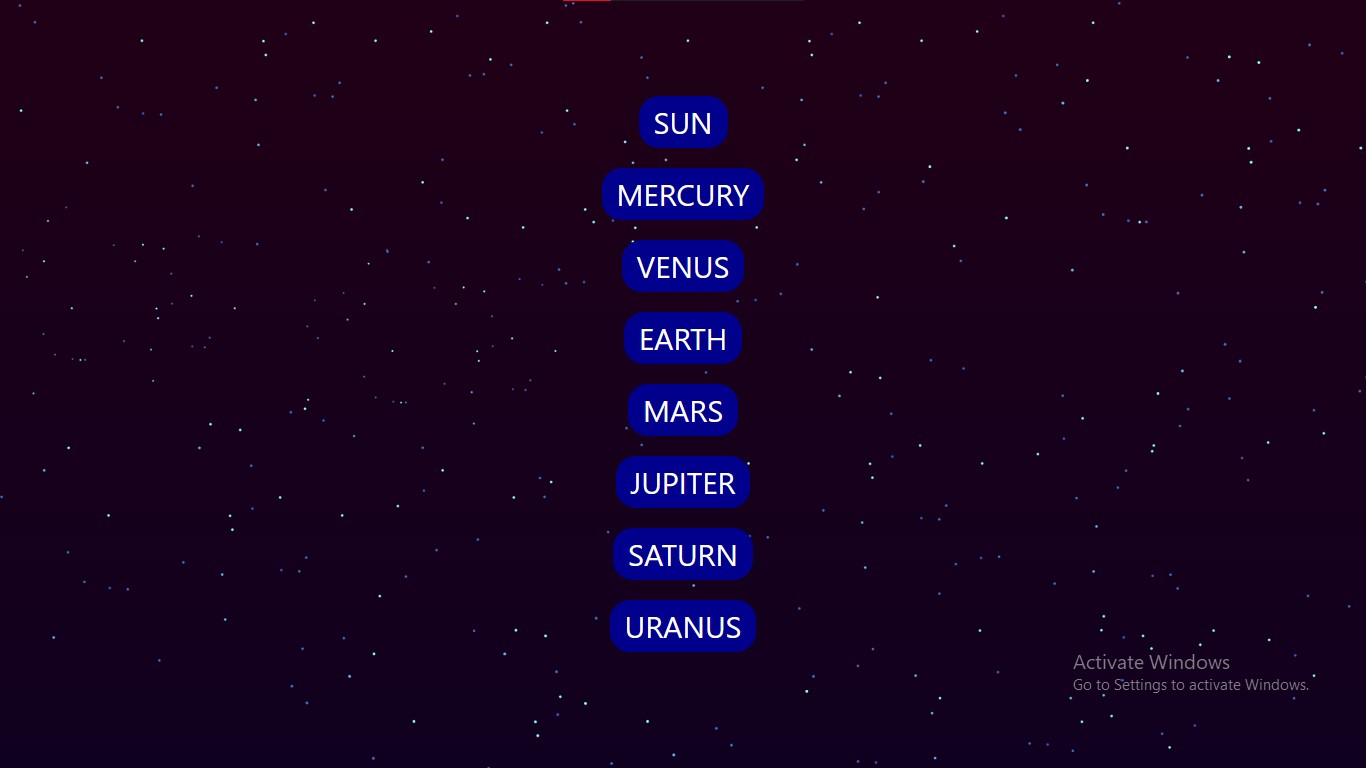 SUN
MERCURY
VENUS
EARTH
MARS
JUPITER
SATURN
URANUS
Activate Windows
Go to Settings to activate Windows.